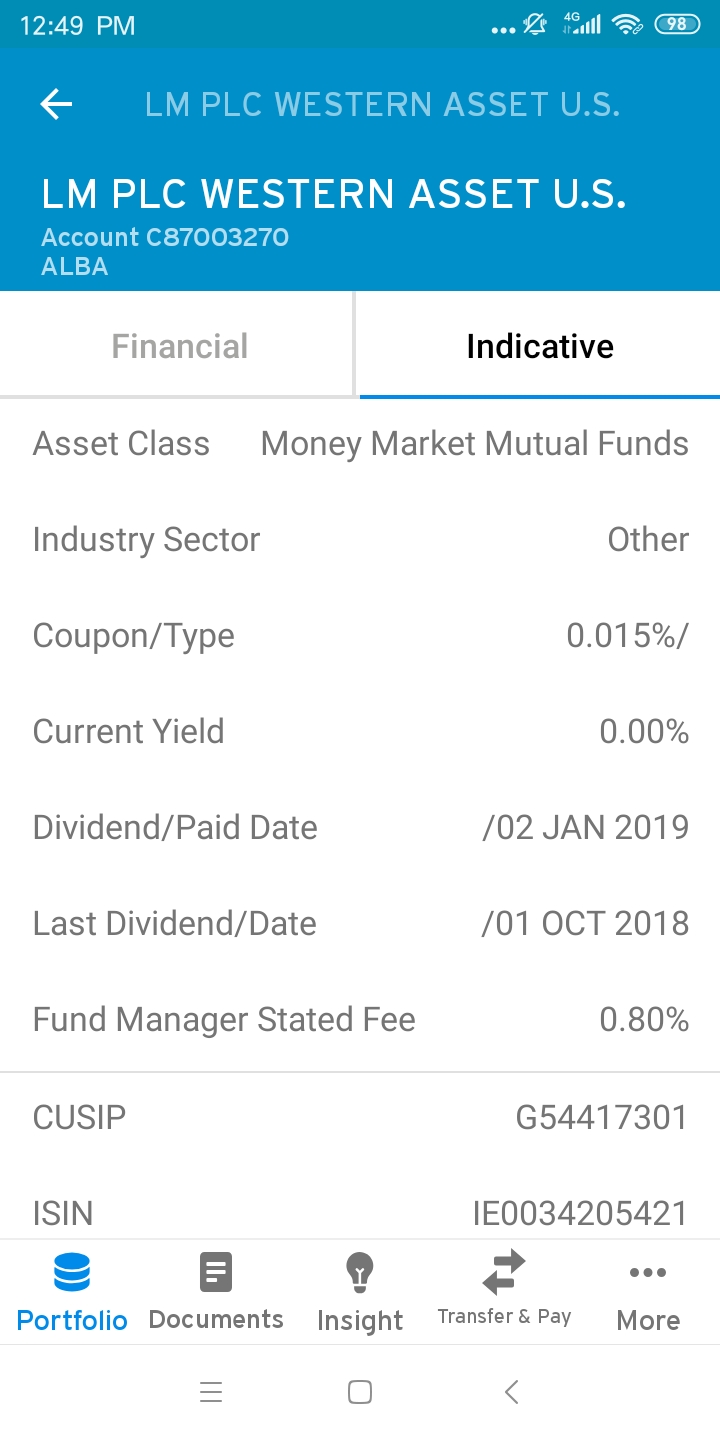 12:49 PM 4G 98
LM PLC WESTERN ASSET U.S.
LM PLC WESTERN ASSET U.S.
Account C87003270
ALBA
Financial Indicative
Asset Class Money Market Mutual Funds
Industry Sector Other
Coupon/Type 0.015%/
Current Yield 0.00%
Dividend/Paid Date /02 JAN 2019
Last Dividend/Date /01 OCT 2018
Fund Manager Stated Fee 0.80%
CUSIP G54417301
ISIN IE0034205421
Portfolio Documents Insight Transfer & Pay More